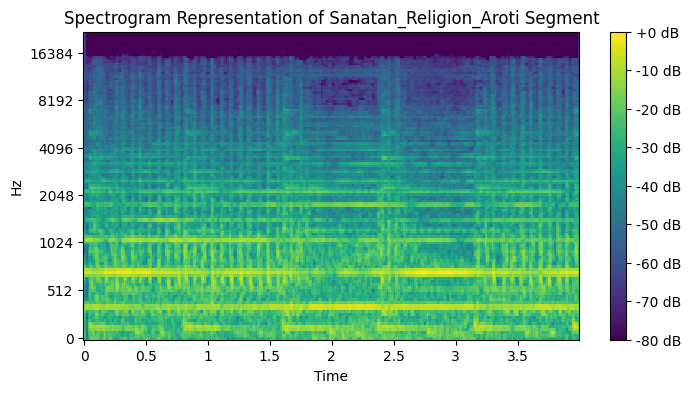 Spectrogram Representation of Sanatan_Religion_Aroti Segment
Hz
16384
8192
4096
2048
1024
512
0
0 0.5 1 1.5 2 2.5 3 3.5
Time
+0 dB
-10 dB
-20 dB
-30 dB
-40 dB
-50 dB
-60 dB
-70 dB
-80 dB